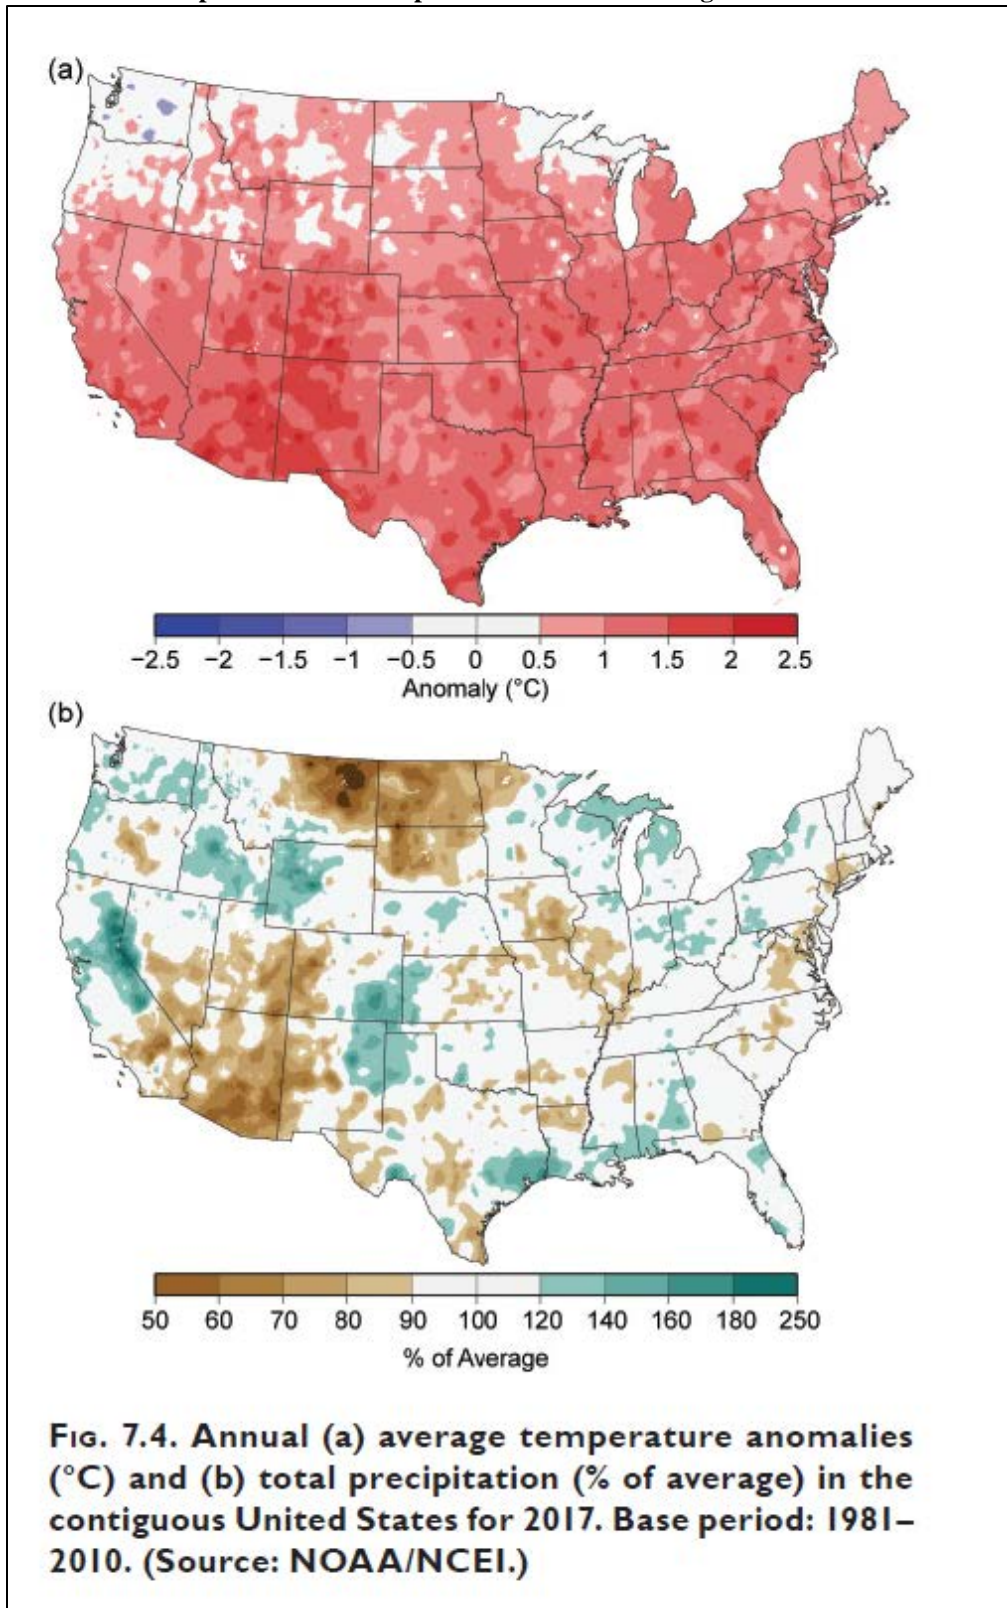 (a)
−2.5 −2 −1.5 −1 −0.5 0 0.5 1 1.5 2 2.5
Anomaly (°C)
(b)
50 60 70 80 90 100 120 140 160 180 250
% of Average
FIG. 7.4. Annual (a) average temperature anomalies
(°C) and (b) total precipitation (% of average) in the
contiguous United States for 2017. Base period: 1981–
2010. (Source: NOAA/NCEI.)